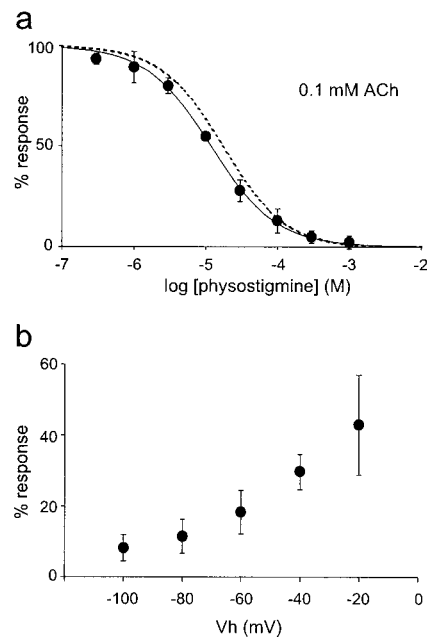 a
100
50
0
% response
0.1 mM ACh
-7 -6 -5 -4 -3 -2
log [physostigmine] (M)
b
60
40
20
0
% response
-100 -80 -60 -40 -20 0
Vh (mV)